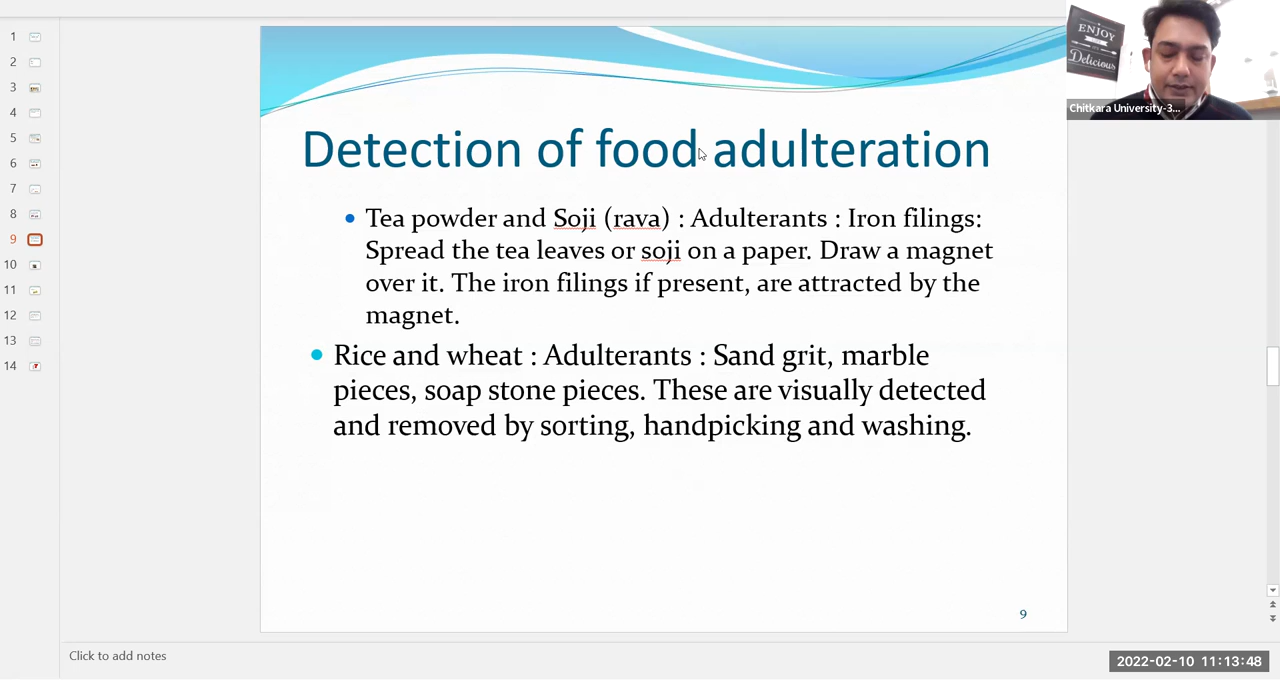 1
2
3
4
5
6
7
8
9
10
11
12
13
14
Detection of food adulteration
Tea powder and Soji (rava) : Adulterants : Iron filings:
Spread the tea leaves or soji on a paper. Draw a magnet
over it. The iron filings if present, are attracted by the
magnet.
Rice and wheat : Adulterants : Sand grit, marble
pieces, soap stone pieces. These are visually detected
and removed by sorting, handpicking and washing.
9
ENJOY
Delicious
Chitkara University-3...
Click to add notes
2022-02-10 11:13:48